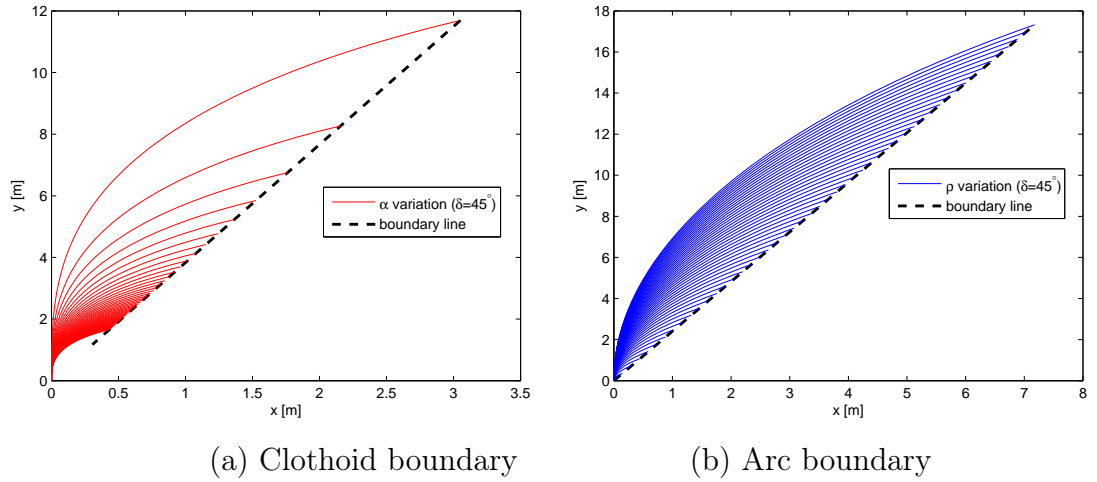 12
10
8
6
4
2
0
y [m]
0 0.5 1 1.5 2 2.5 3 3.5
x [m]
α variation (δ=45°)
boundary line
(a) Clothoid boundary
18
16
14
12
10
8
6
4
2
0
y [m]
0 1 2 3 4 5 6 7 8
x [m]
ρ variation (δ=45°)
boundary line
(b) Arc boundary